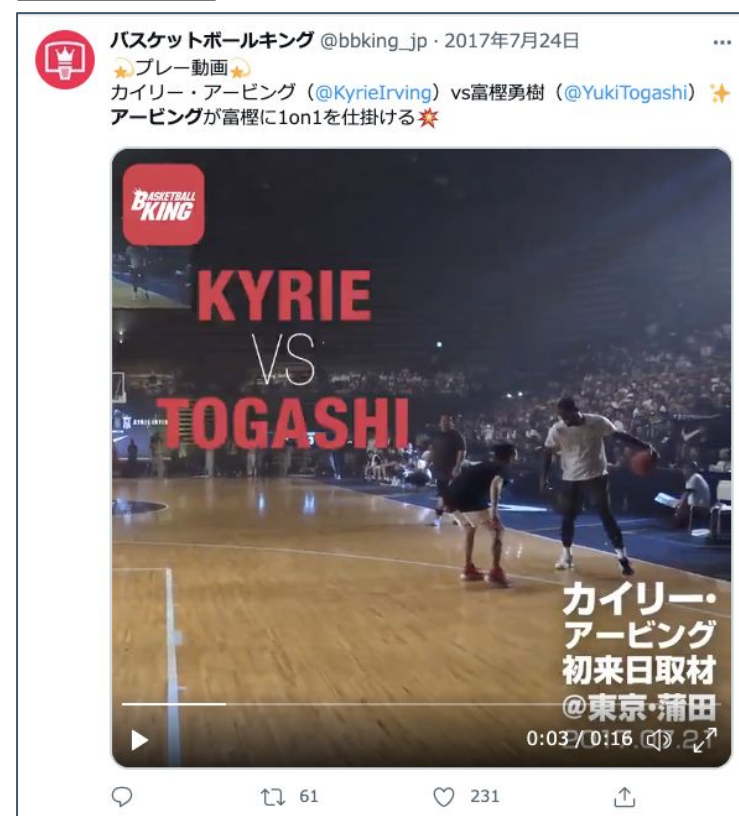 バスケットボールキング @bbking_jp · 2017年7月24日
💫プレー動画💫
カイリー・アービング（@KyrieIrving）vs富樫勇樹（@YukiTogashi）✨
アービングが富樫に1on1を仕掛ける💥
BASKETBALL
KING
KYRIE
VS
TOGASHI
カイリー・
アービング
初来日取材
@東京・蒲田
0:03 / 0:16
61
231